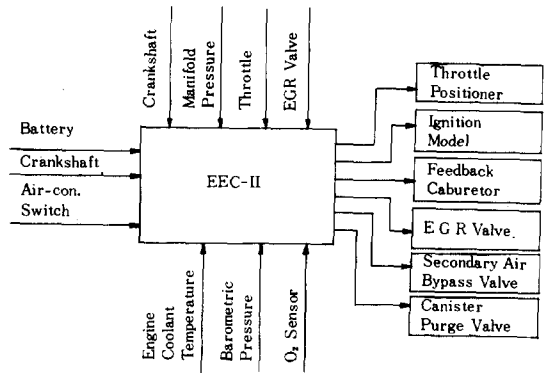 Crankshaft
Manifold
Pressure
Throttle
EGR Valve
Battery
Crankshaft
Air-con.
Switch
EEC-II
Throttle
Positioner
Ignition
Model
Feedback
Caburetor
E G R Valve.
Secondary Air
Bypass Valve
Canister
Purge Valve
Engine
Coolant
Temperature
Barometric
Pressure
O₂ Sensor